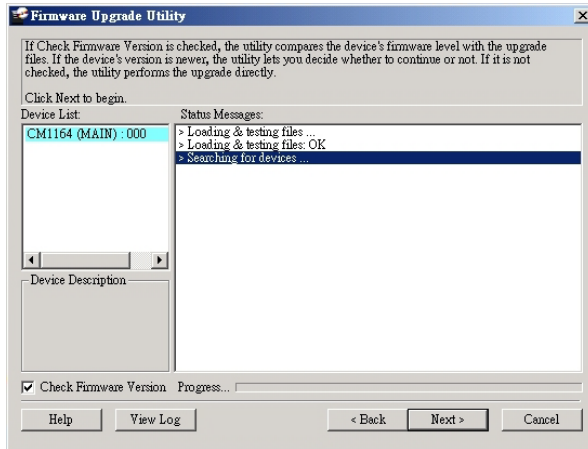 Firmware Upgrade Utility
If Check Firmware Version is checked, the utility compares the device's firmware level with the upgrade
files. If the device's version is newer, the utility lets you decide whether to continue or not. If it is not
checked, the utility performs the upgrade directly.
Click Next to begin.
Device List:
Status Messages:
CM1164 (MAIN) : 000
> Loading & testing files ...
> Loading & testing files: OK
> Searching for devices ...
Device Description
Check Firmware Version
Progress...
Help
View Log
< Back
Next >
Cancel